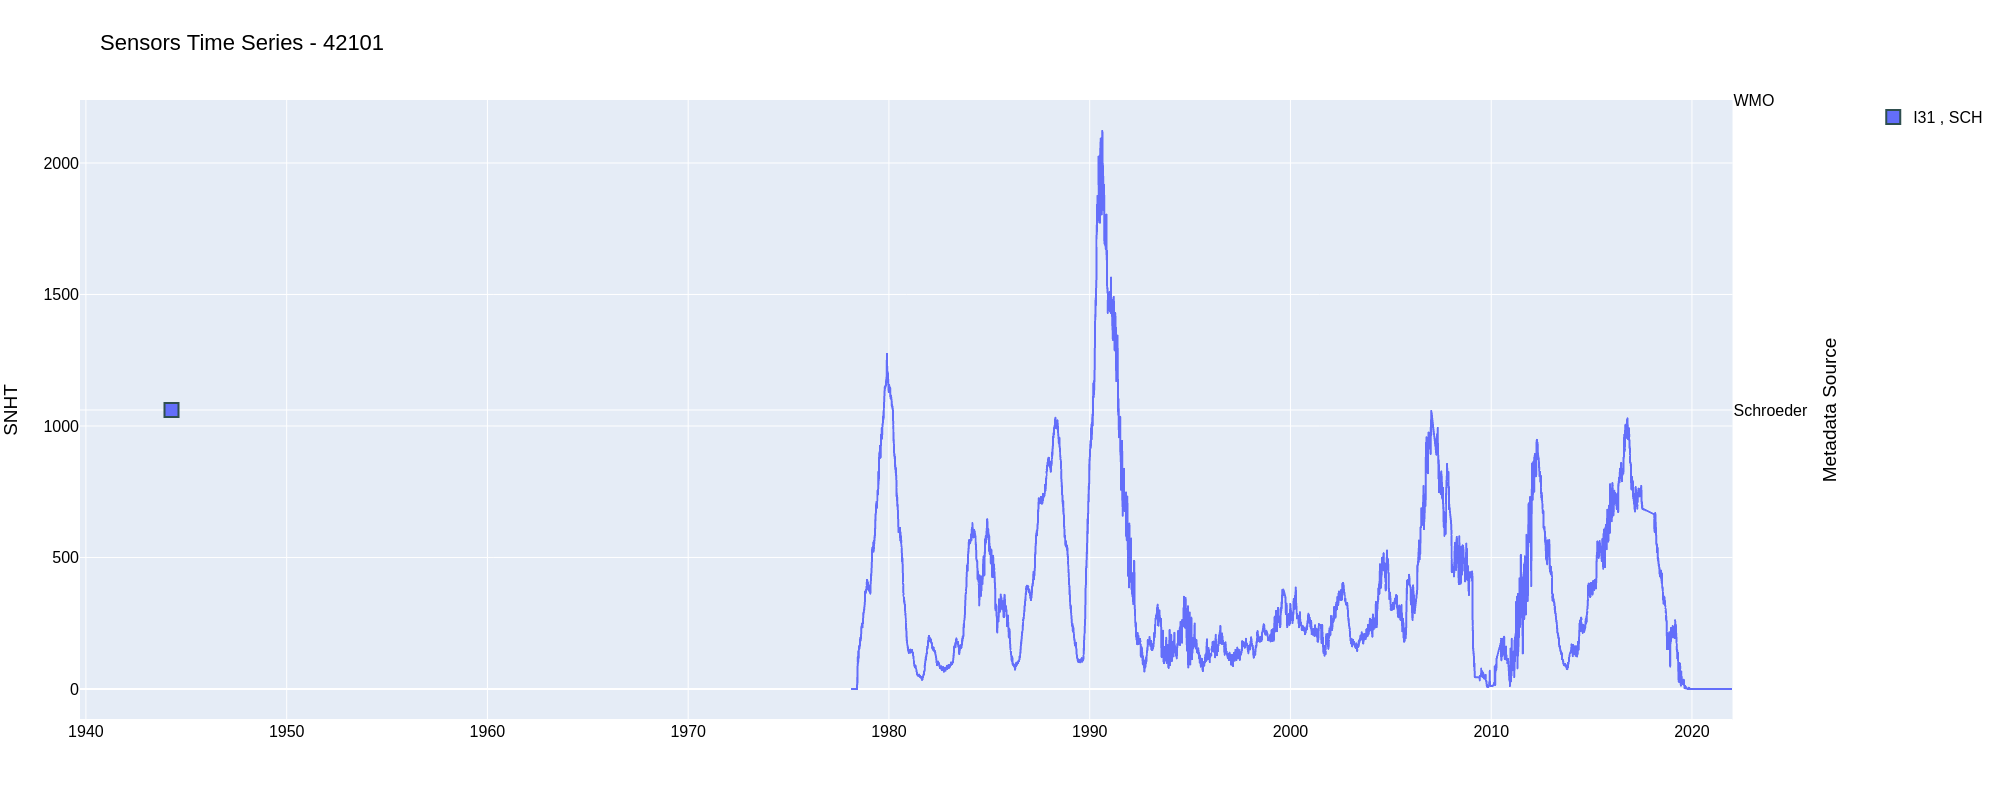 Sensors Time Series - 42101
WMO
I31 , SCH
2000
1500
1000
500
0
SNHT
Schroeder
Metadata Source
1940 1950 1960 1970 1980 1990 2000 2010 2020